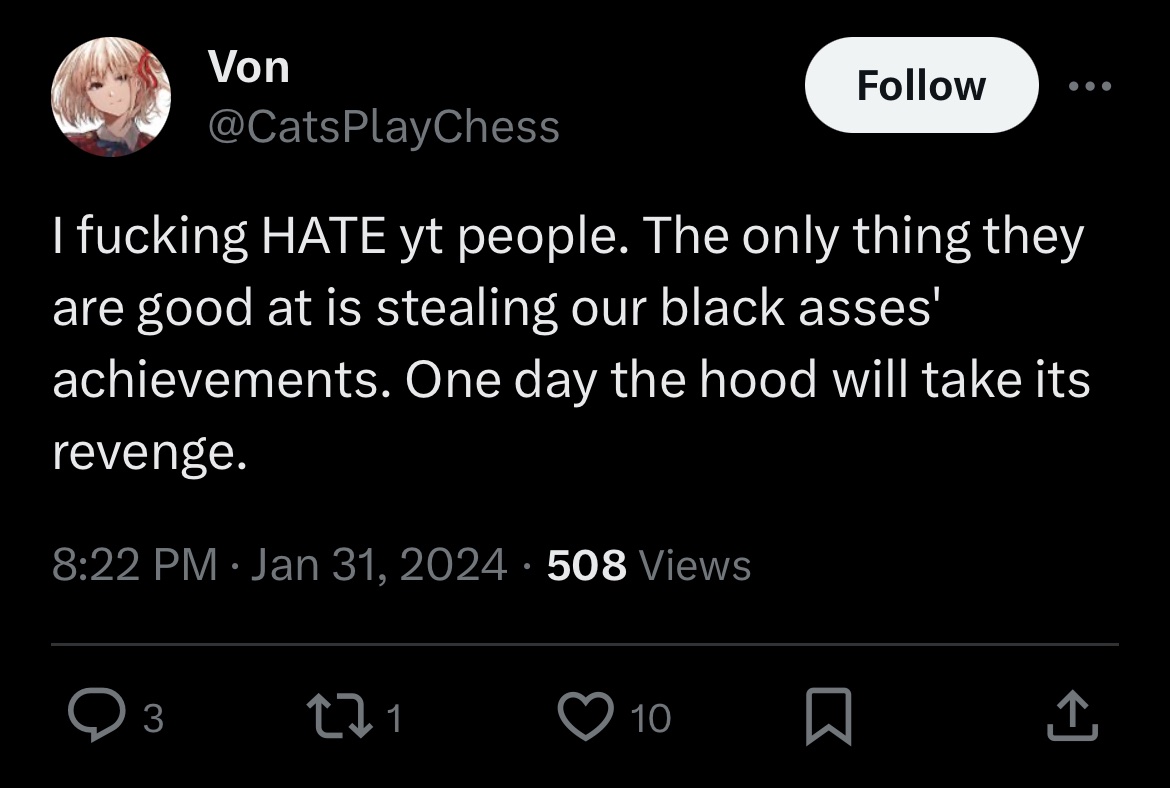 Von
Follow
@CatsPlayChess
I fucking HATE yt people. The only thing they
are good at is stealing our black asses'
achievements. One day the hood will take its
revenge.
8:22 PM · Jan 31, 2024 · 508 Views
3
1
10